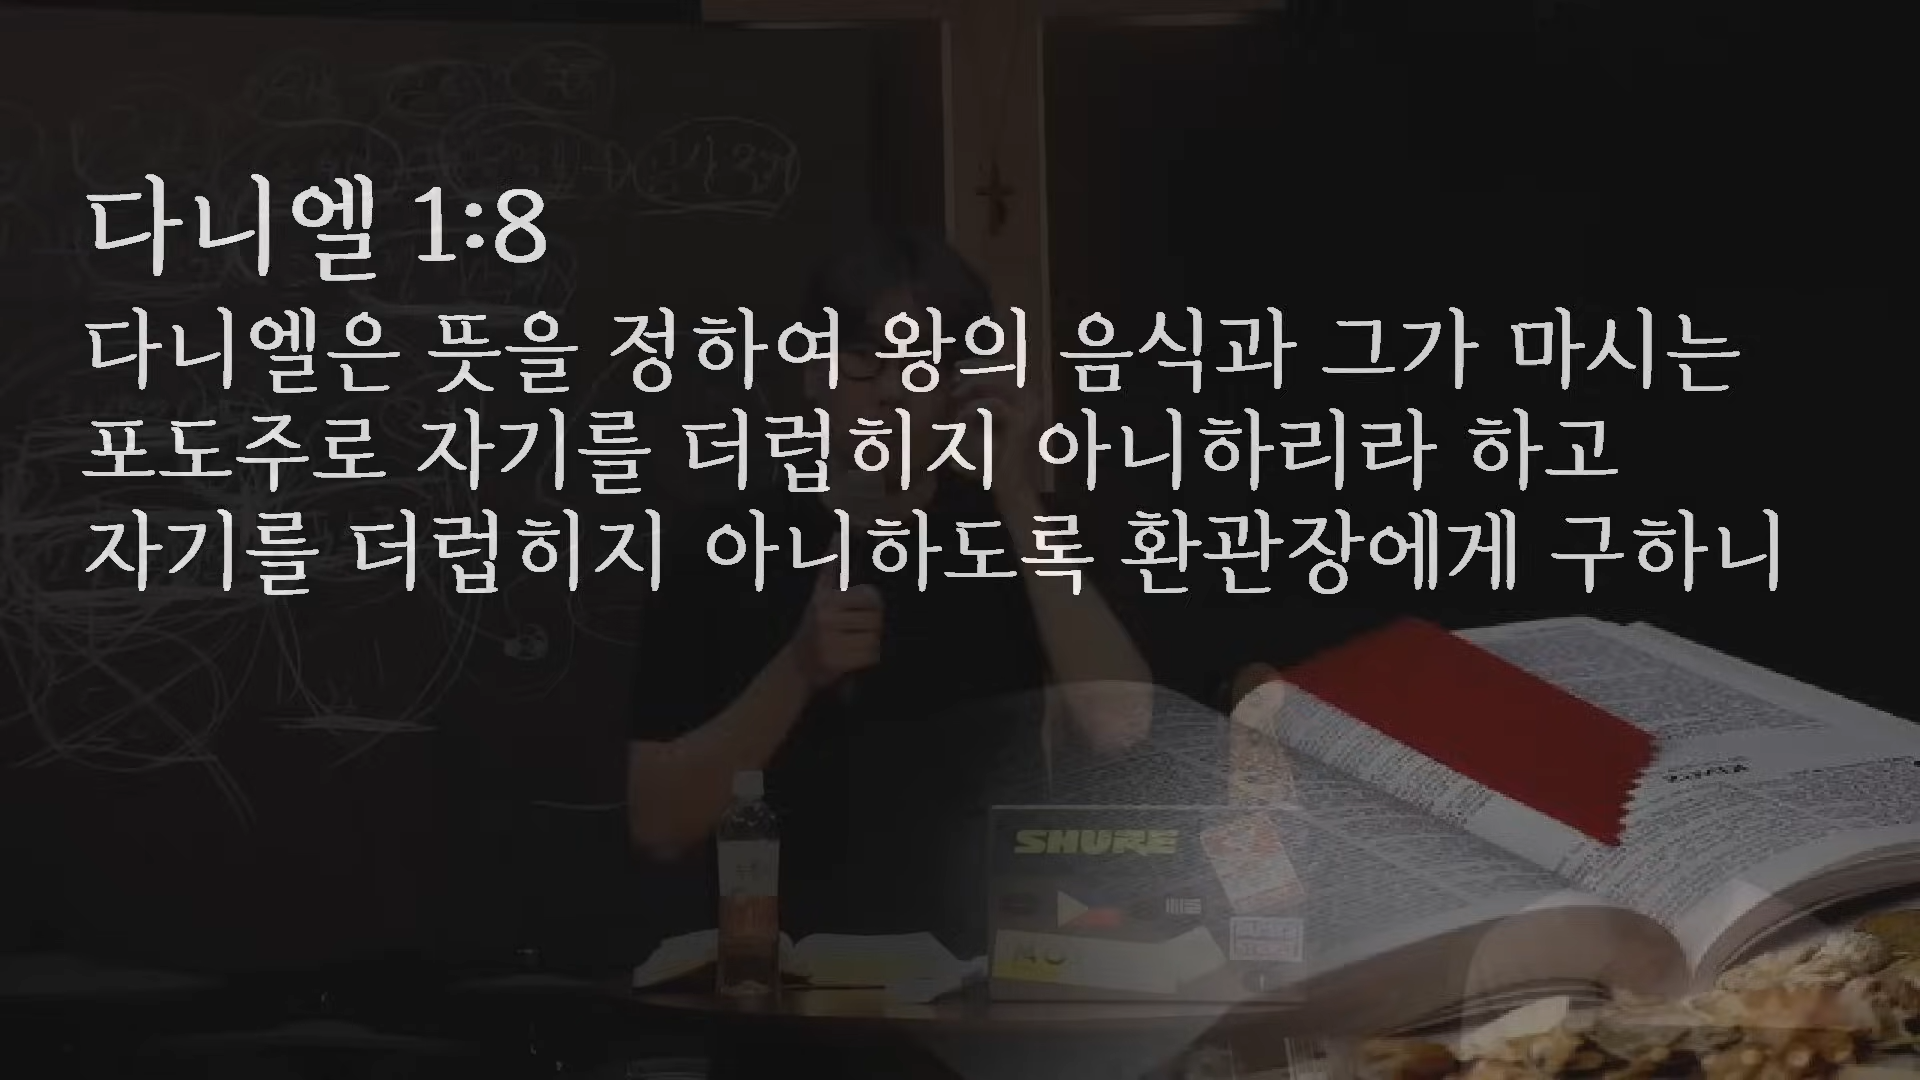 다니엘 1:8
다니엘은 뜻을 정하여 왕의 음식과 그가 마시는
포도주로 자기를 더럽히지 아니하리라 하고
자기를 더럽히지 아니하도록 환관장에게 구하니
SHURE